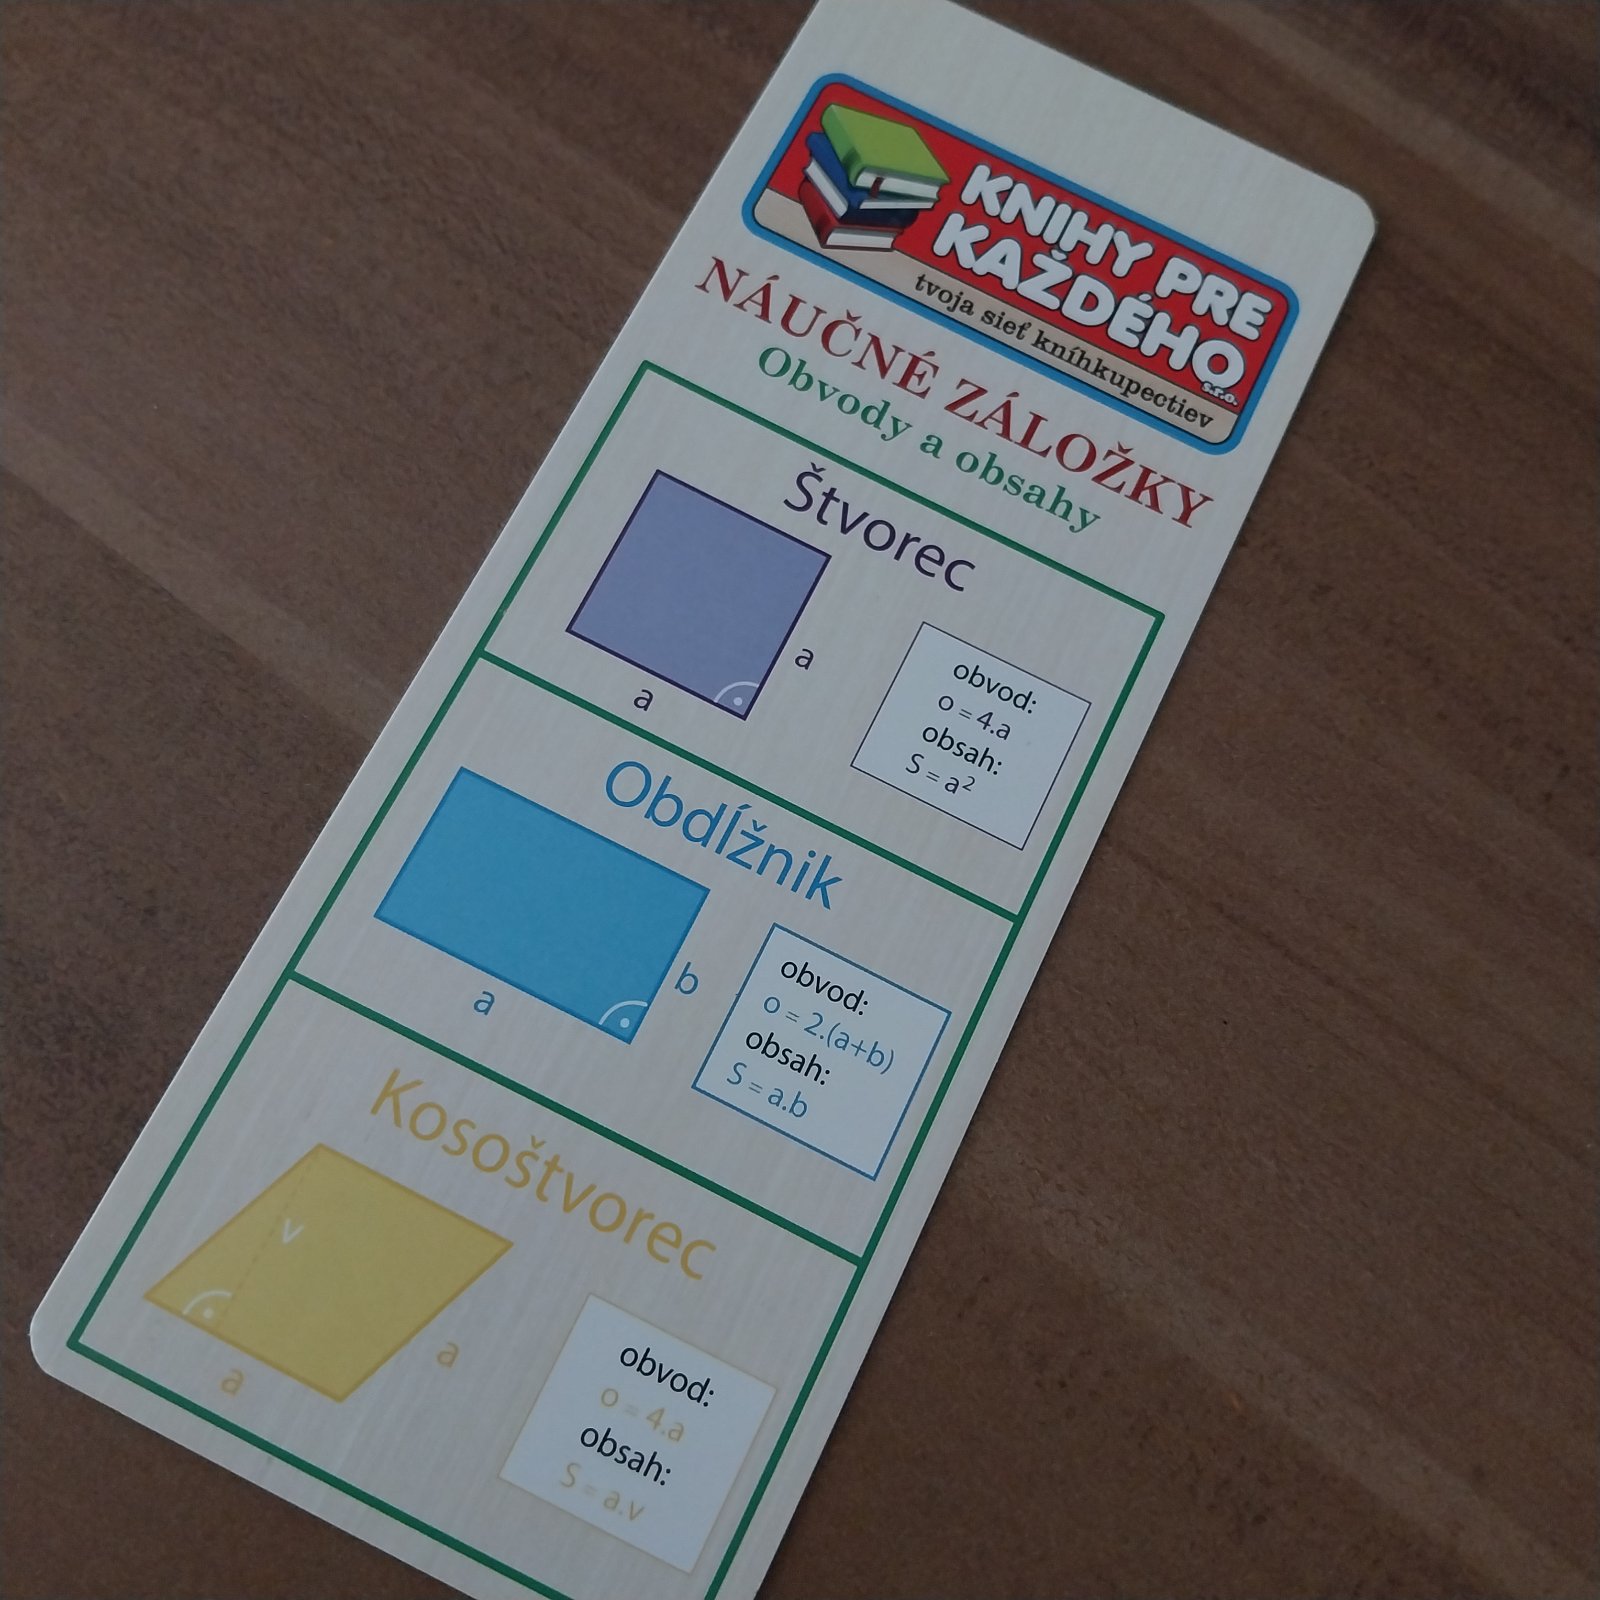 KNIHY PRE
KAŽDÉHO
s.r.o.
tvoja sieť kníhkupectiev
NÁUČNÉ ZÁLOŽKY
Obvody a obsahy
Štvorec
a
a
obvod:
o = 4.a
obsah:
S = a²
Obdĺžnik
b
a
obvod:
o = 2.(a+b)
obsah:
S = a.b
Kosoštvorec
v
a
a
obvod:
o = 4.a
obsah:
S = a.v